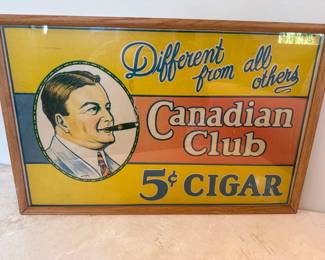 Different
from all
others
Canadian
Club
5¢ CIGAR